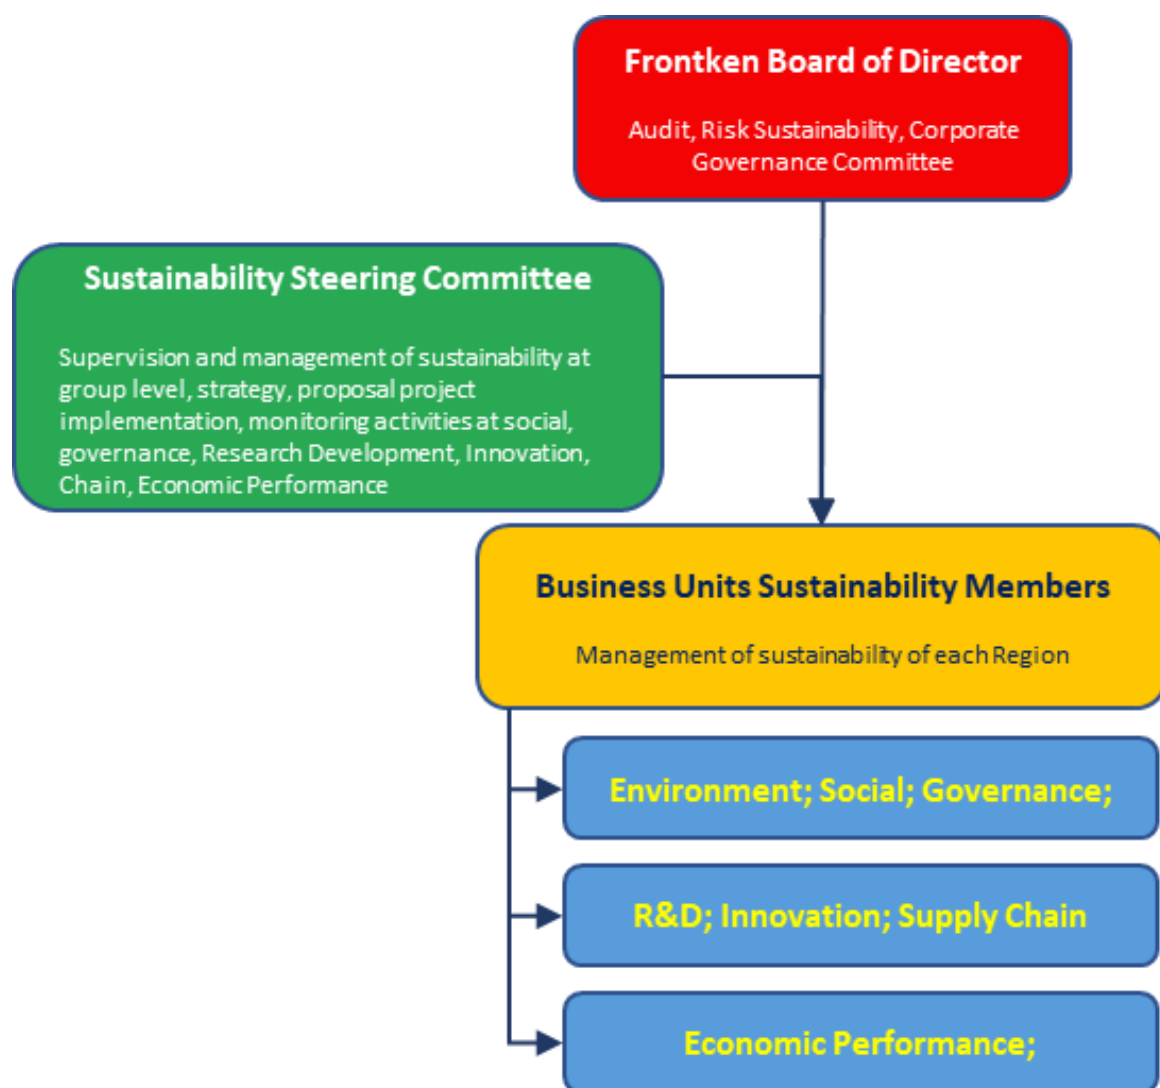 Frontken Board of Director
Audit, Risk Sustainability, Corporate
Governance Committee
Sustainability Steering Committee
Supervision and management of sustainability at
group level, strategy, proposal project
implementation, monitoring activities at social,
governance, Research Development, Innovation,
Chain, Economic Performance
Business Units Sustainability Members
Management of sustainability of each Region
Environment; Social; Governance;
R&D; Innovation; Supply Chain
Economic Performance;